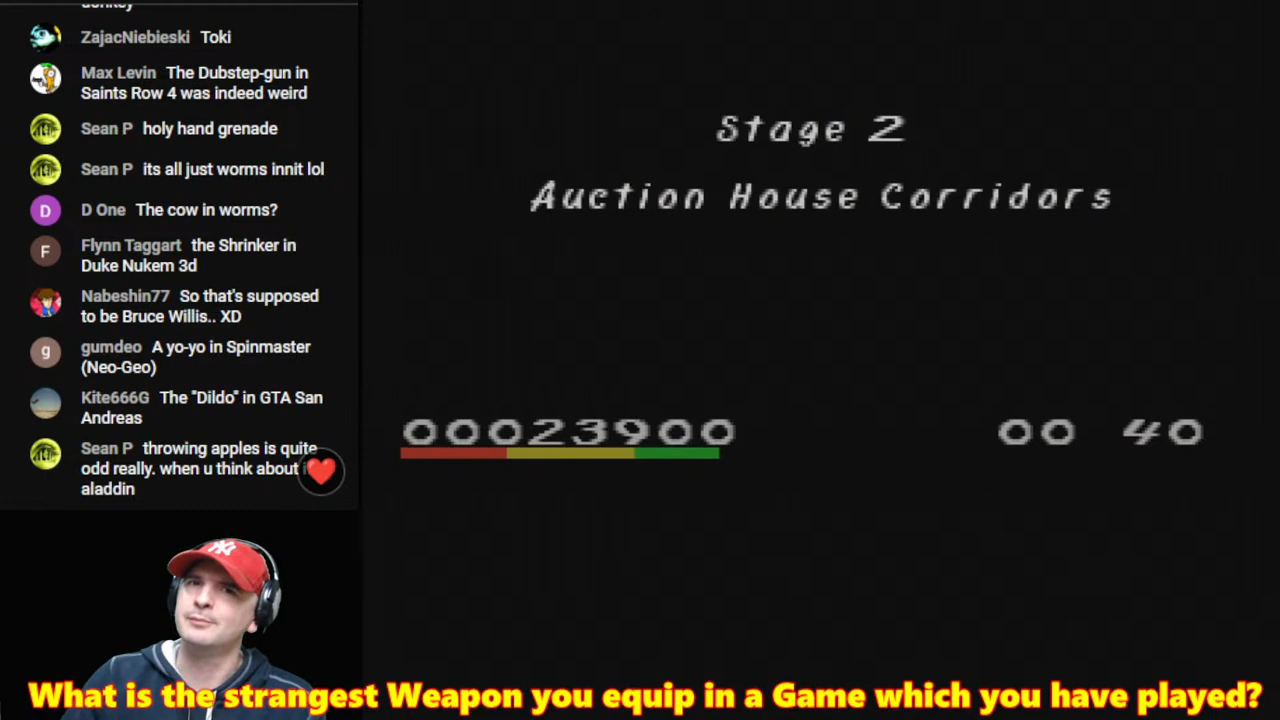 ZajacNiebieski Toki
Max Levin The Dubstep-gun in
Saints Row 4 was indeed weird
Sean P holy hand grenade
Sean P its all just worms innit lol
D
D One The cow in worms?
F
Flynn Taggart the Shrinker in
Duke Nukem 3d
Nabeshin77 So that's supposed
to be Bruce Willis.. XD
g
gumdeo A yo-yo in Spinmaster
(Neo-Geo)
Kite666G The "Dildo" in GTA San
Andreas
Sean P throwing apples is quite
odd really. when u think about
aladdin
Stage 2
Auction House Corridors
00023900
00 40
NY
What is the strangest Weapon you equip in a Game which you have played?